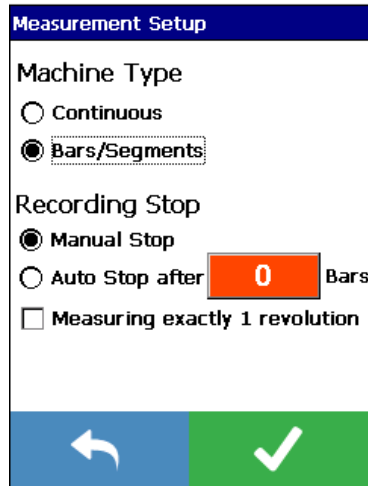 Measurement Setup
Machine Type
Continuous
Bars/Segments
Recording Stop
Manual Stop
Auto Stop after 0 Bars
Measuring exactly 1 revolution